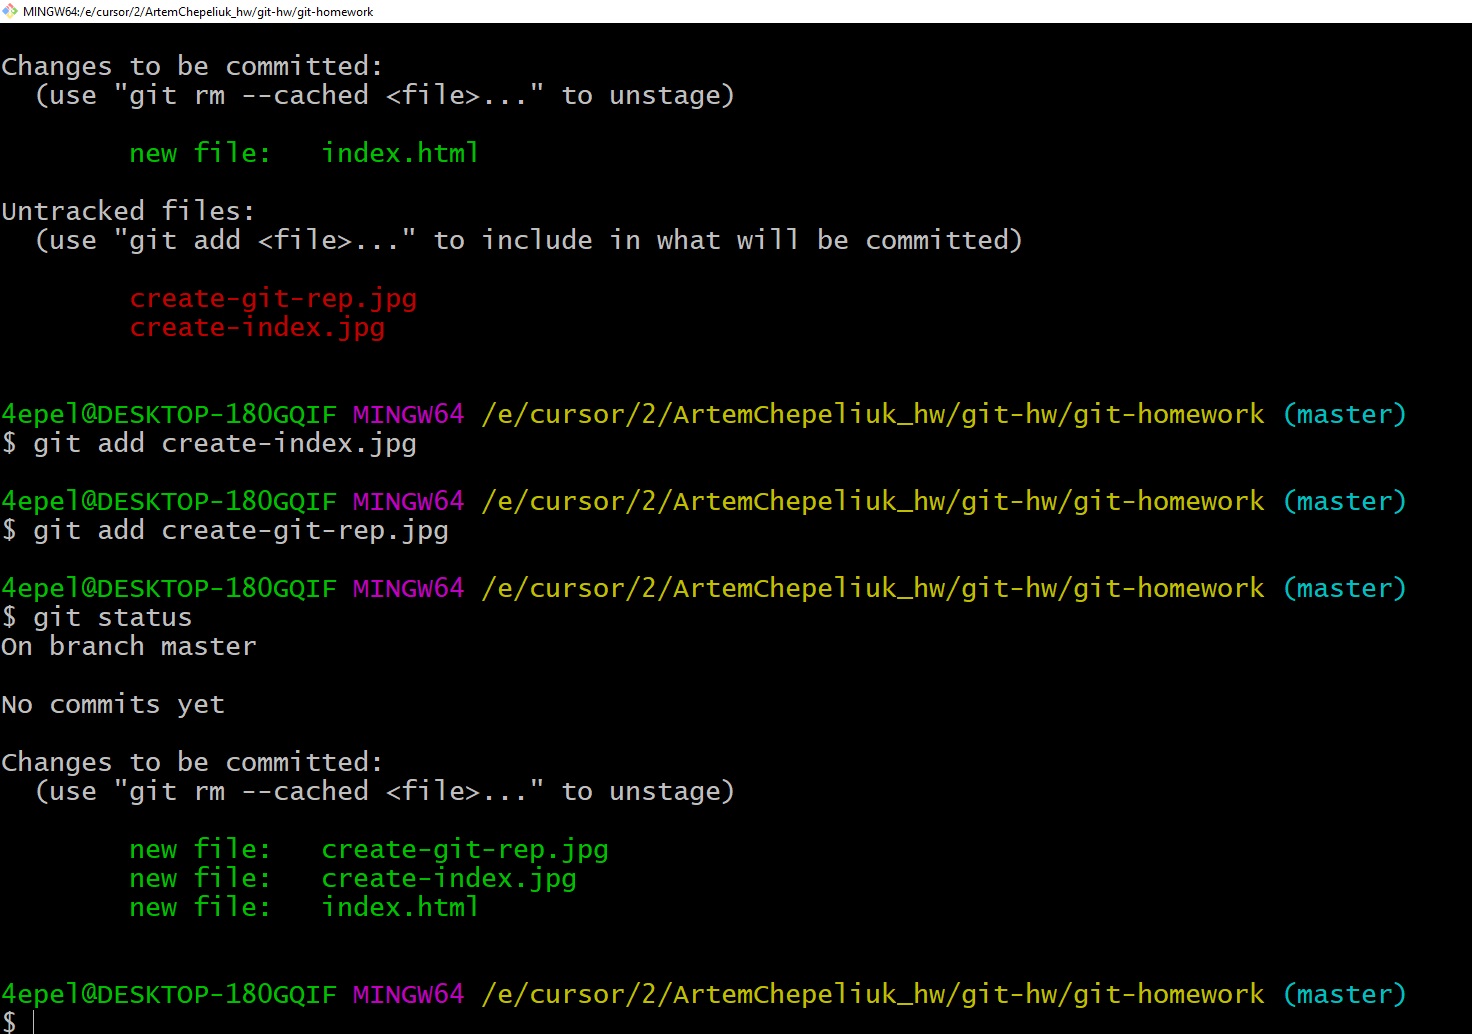 MINGW64:/e/cursor/2/ArtemChepeliuk_hw/git-hw/git-homework
Changes to be committed:
  (use "git rm --cached <file>..." to unstage)
        new file:   index.html
Untracked files:
  (use "git add <file>..." to include in what will be committed)
        create-git-rep.jpg
        create-index.jpg
4epel@DESKTOP-180GQIF MINGW64 /e/cursor/2/ArtemChepeliuk_hw/git-hw/git-homework (master)
$ git add create-index.jpg
4epel@DESKTOP-180GQIF MINGW64 /e/cursor/2/ArtemChepeliuk_hw/git-hw/git-homework (master)
$ git add create-git-rep.jpg
4epel@DESKTOP-180GQIF MINGW64 /e/cursor/2/ArtemChepeliuk_hw/git-hw/git-homework (master)
$ git status
On branch master
No commits yet
Changes to be committed:
  (use "git rm --cached <file>..." to unstage)
        new file:   create-git-rep.jpg
        new file:   create-index.jpg
        new file:   index.html
4epel@DESKTOP-180GQIF MINGW64 /e/cursor/2/ArtemChepeliuk_hw/git-hw/git-homework (master)
$